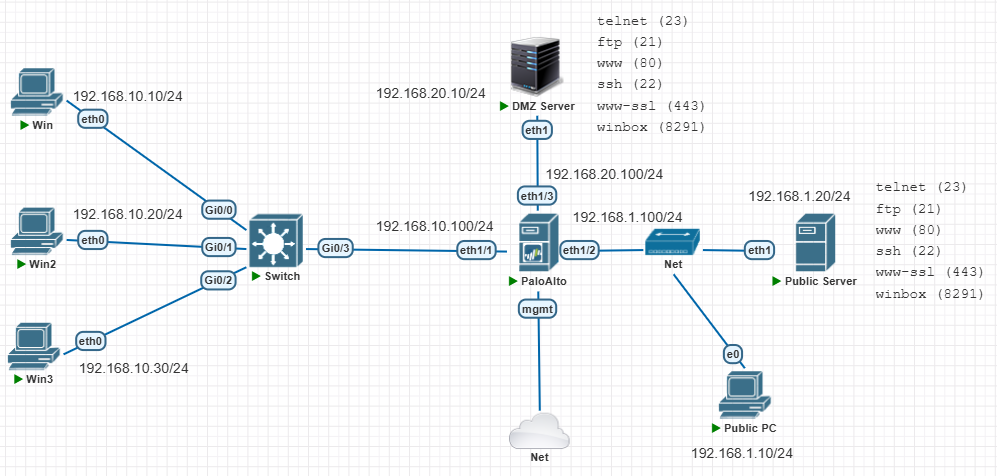 telnet (23)
ftp (21)
www (80)
ssh (22)
www-ssl (443)
winbox (8291)
192.168.20.10/24
DMZ Server
eth1
192.168.10.10/24
eth0
Win
192.168.20.100/24
eth1/3
192.168.10.20/24
eth0
Win2
Gi0/0
Gi0/1
Gi0/2
Gi0/3
Switch
192.168.10.100/24
eth1/1
192.168.1.100/24
eth1/2
PaloAlto
mgmt
Net
Net
eth1
192.168.1.20/24
Public Server
telnet (23)
ftp (21)
www (80)
ssh (22)
www-ssl (443)
winbox (8291)
eth0
Win3
192.168.10.30/24
e0
Public PC
192.168.1.10/24